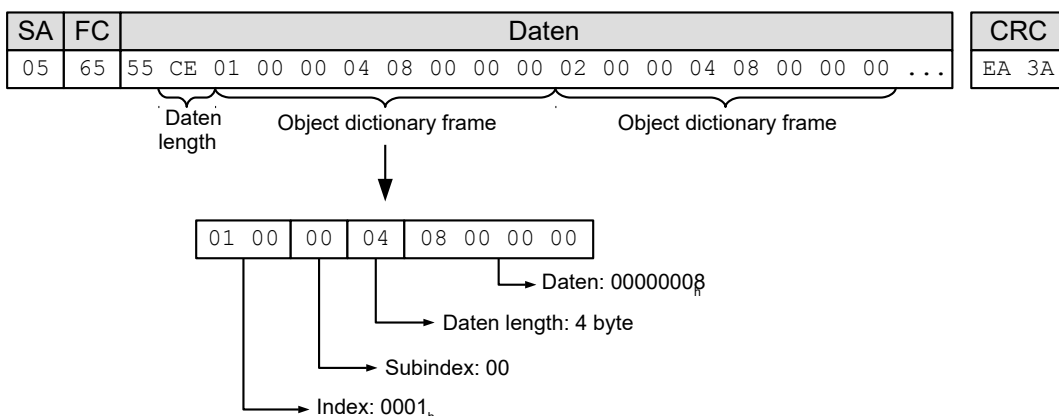 SA FC Daten CRC
05 65 55 CE 01 00 00 04 08 00 00 00 02 00 00 04 08 00 00 00 ... EA 3A
Daten
length
Object dictionary frame Object dictionary frame
01 00 00 04 08 00 00 00
Daten: 00000008h
Daten length: 4 byte
Subindex: 00
Index: 0001h